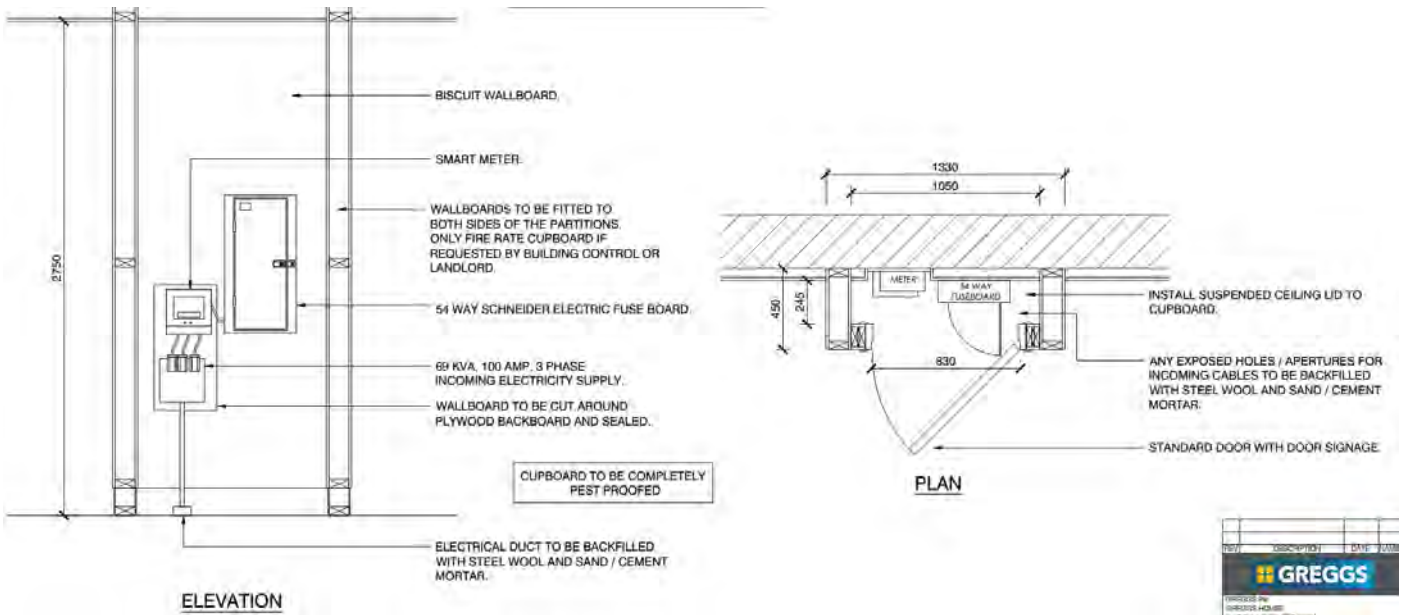 2750
BISCUIT WALLBOARD.
SMART METER.
WALLBOARDS TO BE FITTED TO
BOTH SIDES OF THE PARTITIONS.
ONLY FIRE RATE CUPBOARD IF
REQUESTED BY BUILDING CONTROL OR
LANDLORD.
54 WAY SCHNEIDER ELECTRIC FUSE BOARD.
69 KVA, 100 AMP, 3 PHASE
INCOMING ELECTRICITY SUPPLY.
WALLBOARD TO BE CUT AROUND
PLYWOOD BACKBOARD AND SEALED.
CUPBOARD TO BE COMPLETELY
PEST PROOFED
ELECTRICAL DUCT TO BE BACKFILLED
WITH STEEL WOOL AND SAND / CEMENT
MORTAR.
ELEVATION
1330
1050
METER
54 WAY
FUSEBOARD
450
245
830
INSTALL SUSPENDED CEILING LID TO
CUPBOARD.
ANY EXPOSED HOLES / APERTURES FOR
INCOMING CABLES TO BE BACKFILLED
WITH STEEL WOOL AND SAND / CEMENT
MORTAR.
STANDARD DOOR WITH DOOR SIGNAGE.
PLAN
REV DESCRIPTION DATE
GREGGS
GREGGS
GREGGS HOUSE